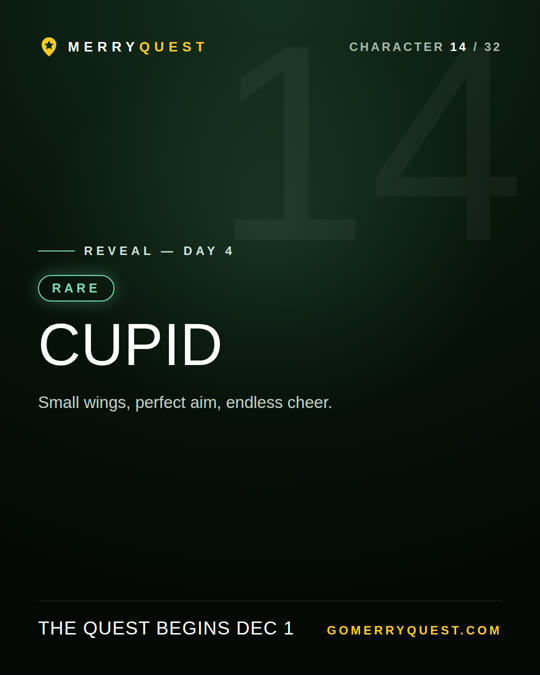 MERRYQUEST
CHARACTER 14 / 32
14
REVEAL — DAY 4
RARE
CUPID
Small wings, perfect aim, endless cheer.
THE QUEST BEGINS DEC 1
GOMERRYQUEST.COM